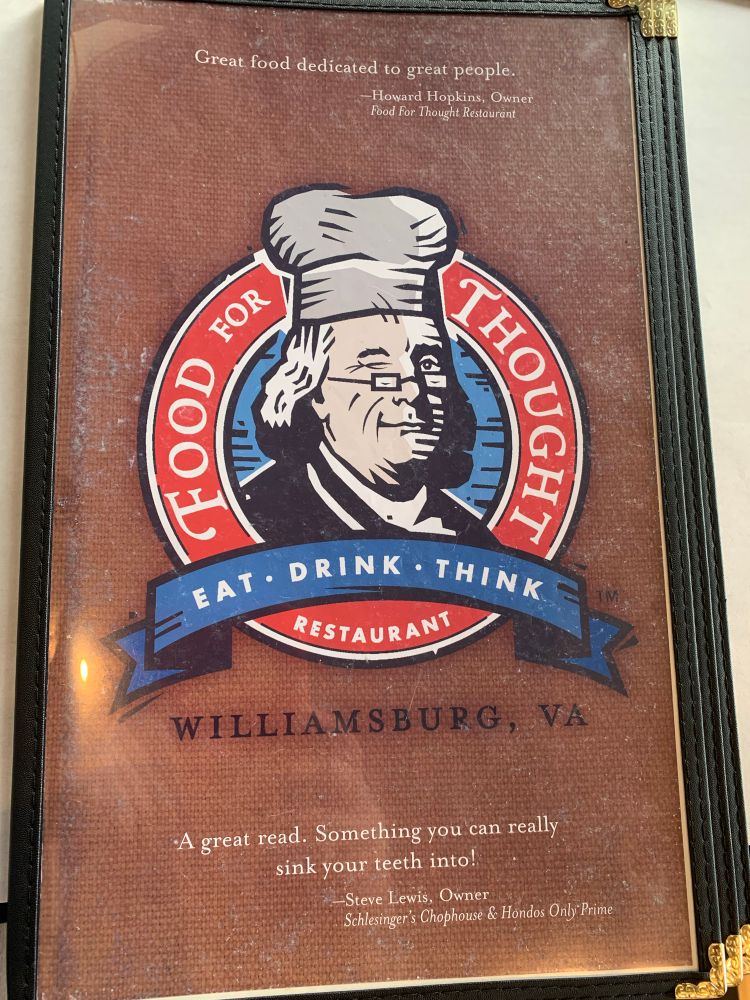 Great food dedicated to great people.
—Howard Hopkins, Owner
Food For Thought Restaurant
FOOD FOR THOUGHT
EAT · DRINK · THINK
TM
RESTAURANT
WILLIAMSBURG, VA
A great read. Something you can really
sink your teeth into!
—Steve Lewis, Owner
Schlesinger's Chophouse & Hondos Only Prime